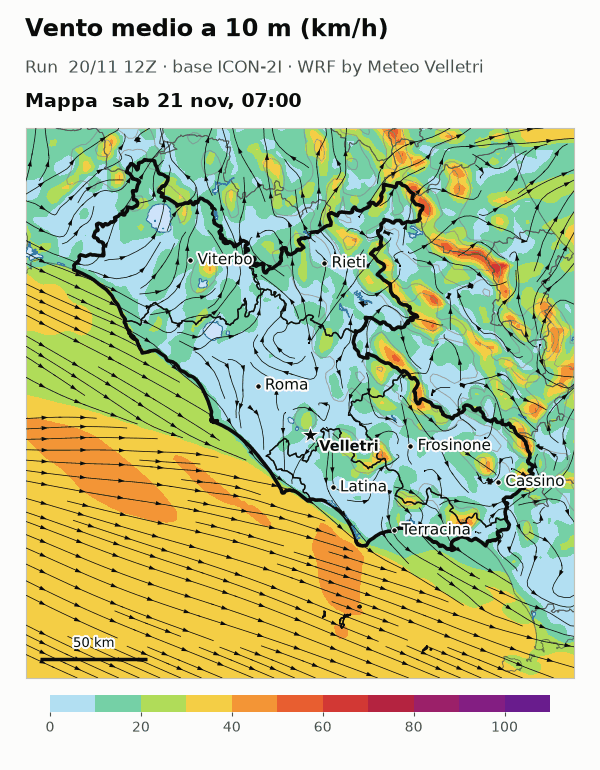 Vento medio a 10 m (km/h)
Run  20/11 12Z · base ICON-2I · WRF by Meteo Velletri
Mappa  sab 21 nov, 07:00
Viterbo
Rieti
Roma
Velletri
Frosinone
Latina
Cassino
Terracina
50 km
0 20 40 60 80 100